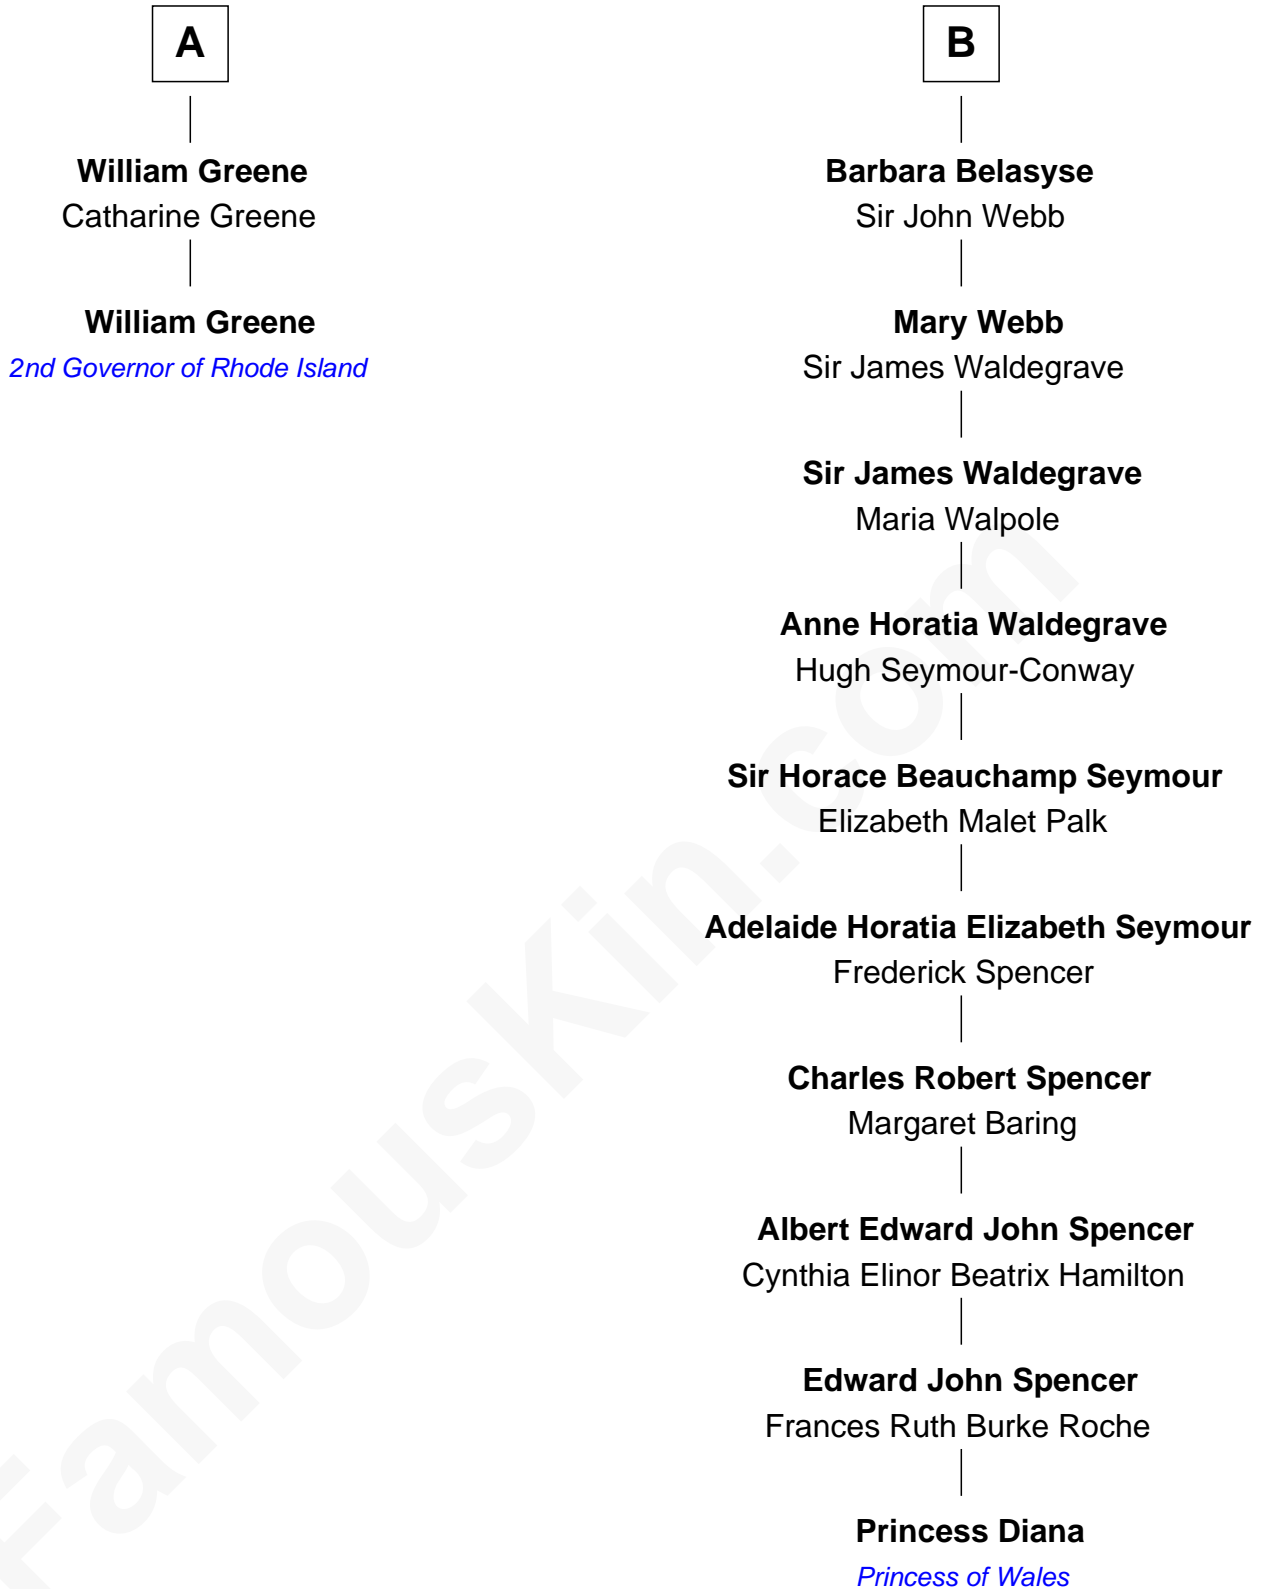 A
William Greene
Catharine Greene
William Greene
2nd Governor of Rhode Island
B
Barbara Belasyse
Sir John Webb
Mary Webb
Sir James Waldegrave
Sir James Waldegrave
Maria Walpole
Anne Horatia Waldegrave
Hugh Seymour-Conway
Sir Horace Beauchamp Seymour
Elizabeth Malet Palk
Adelaide Horatia Elizabeth Seymour
Frederick Spencer
Charles Robert Spencer
Margaret Baring
Albert Edward John Spencer
Cynthia Elinor Beatrix Hamilton
Edward John Spencer
Frances Ruth Burke Roche
Princess Diana
Princess of Wales
FamousKin.com